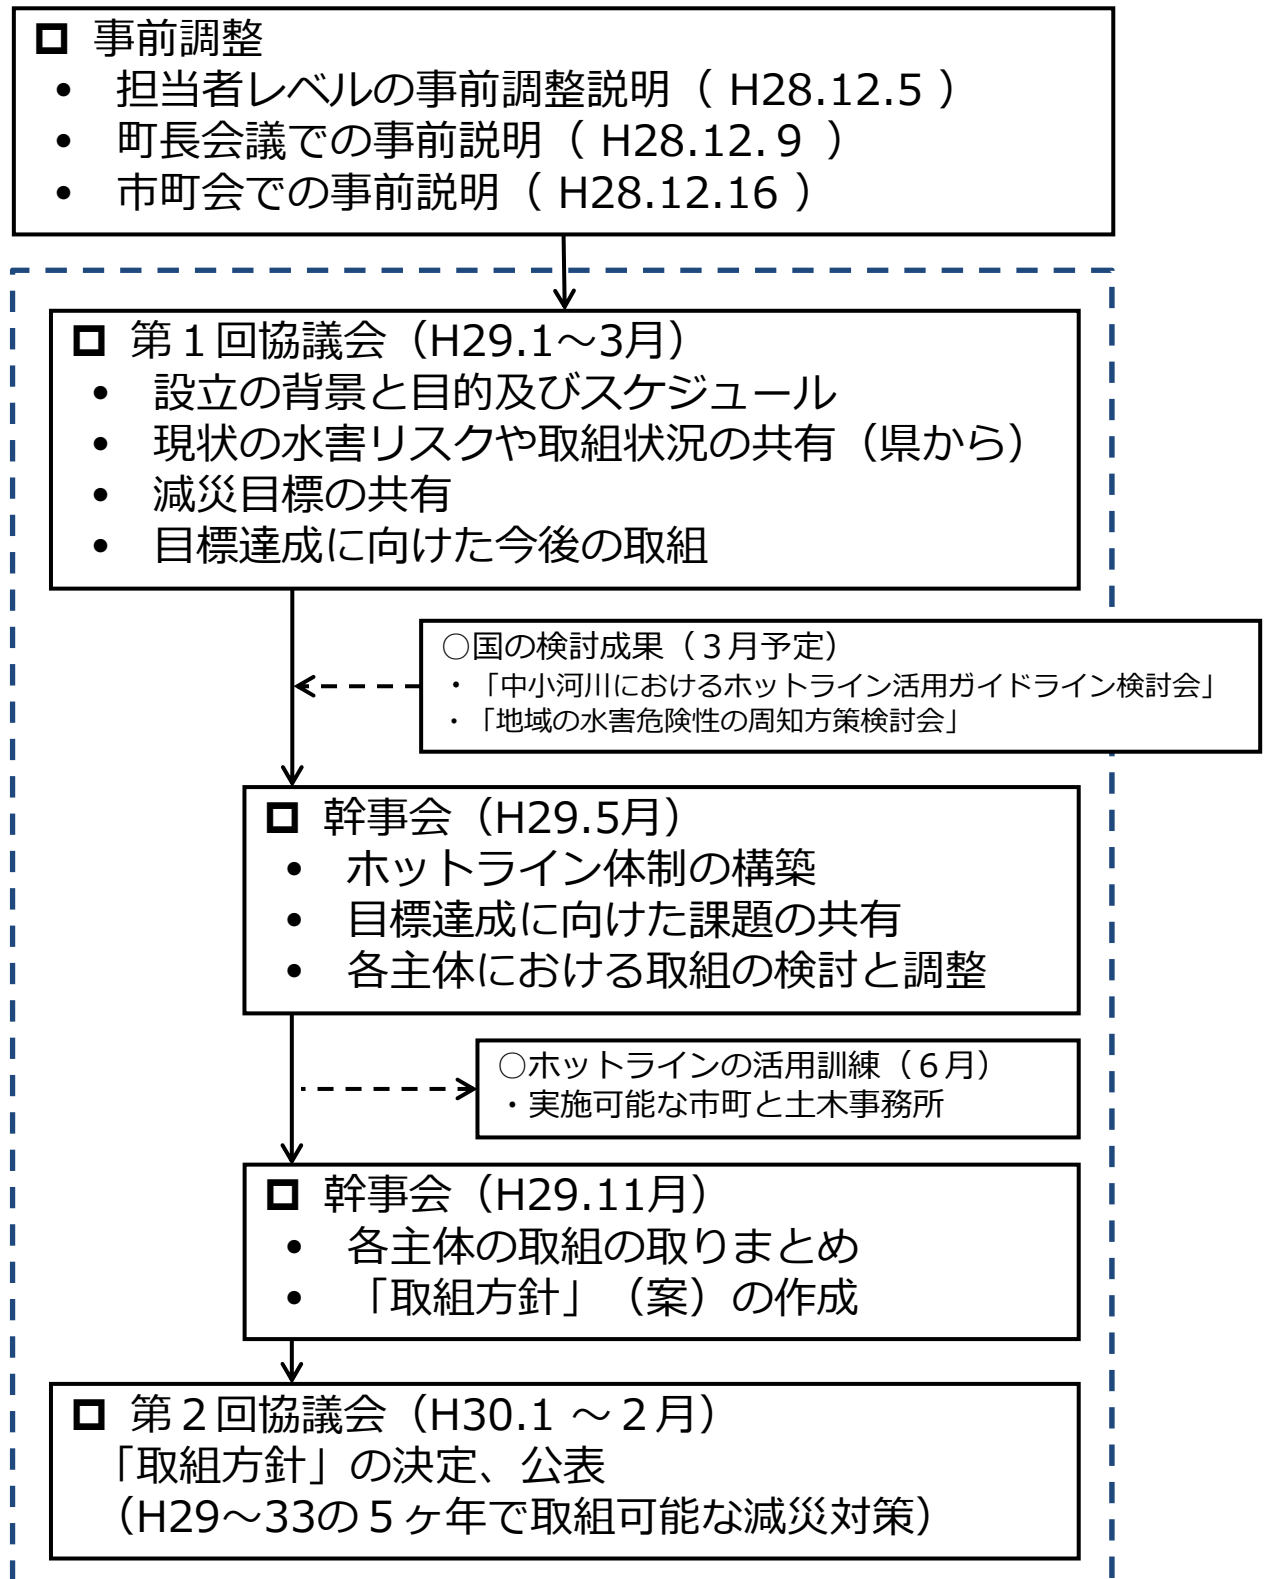 事前調整
• 担当者レベルの事前調整説明（ H28.12.5 ）
• 町長会議での事前説明（ H28.12.９ ）
• 市町会での事前説明（ H28.12.16 ）
第１回協議会（H29.1～3月）
• 設立の背景と目的及びスケジュール
• 現状の水害リスクや取組状況の共有（県から）
• 減災目標の共有
• 目標達成に向けた今後の取組
○国の検討成果（３月予定）
・「中小河川におけるホットライン活用ガイドライン検討会」
・「地域の水害危険性の周知方策検討会」
幹事会（H29.5月）
• ホットライン体制の構築
• 目標達成に向けた課題の共有
• 各主体における取組の検討と調整
○ホットラインの活用訓練（６月）
・実施可能な市町と土木事務所
幹事会（H29.11月）
• 各主体の取組の取りまとめ
• 「取組方針」（案）の作成
第２回協議会（H30.1 ～２月）
「取組方針」の決定、公表
（H29～33の５ヶ年で取組可能な減災対策）